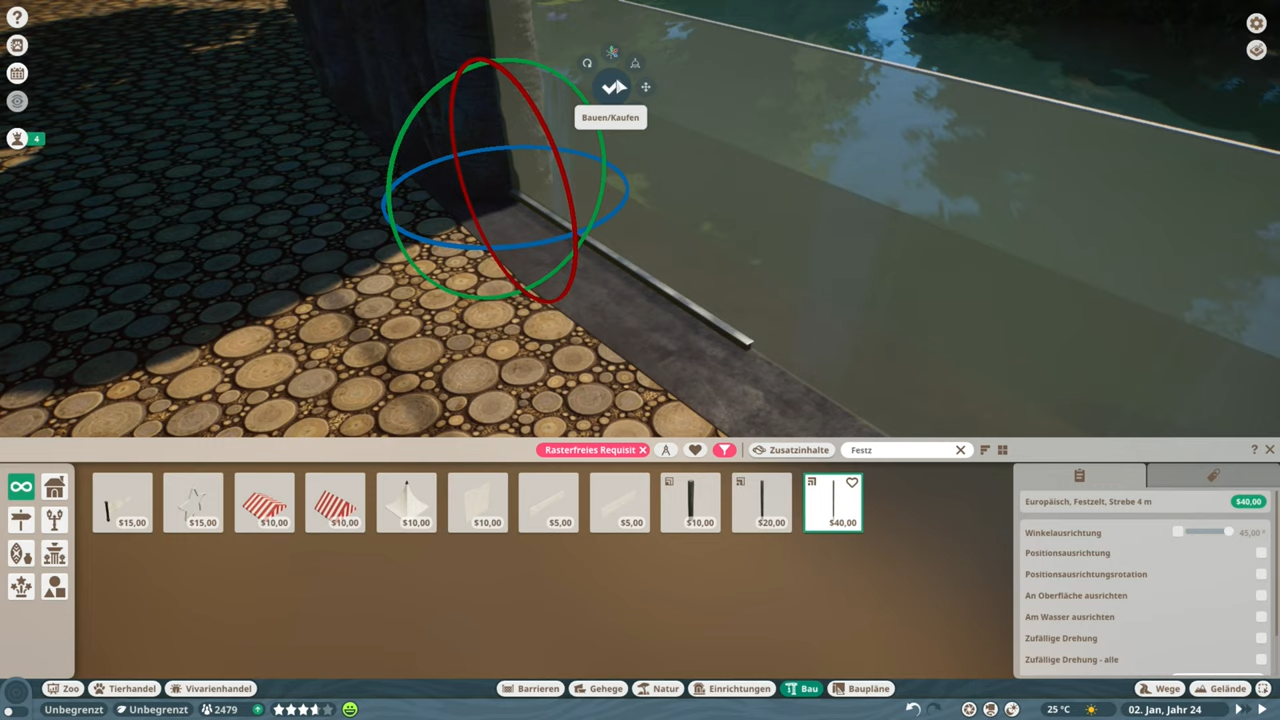 ?
4
Bauen/Kaufen
Rasterfreies Requisit ×
Zusatzinhalte
Festz
?
$15,00
$15,00
$10,00
$10,00
$10,00
$10,00
$5,00
$5,00
$10,00
$20,00
$40,00
Europäisch, Festzelt, Strebe 4 m
$40,00
Winkelausrichtung
45,00 °
Positionsausrichtung
Positionsausrichtungsrotation
An Oberfläche ausrichten
Am Wasser ausrichten
Zufällige Drehung
Zufällige Drehung - alle
Zoo
Tierhandel
Vivarienhandel
Barrieren
Gehege
Natur
Einrichtungen
Bau
Baupläne
Wege
Gelände
Unbegrenzt
Unbegrenzt
2479
25 °C
02. Jan, Jahr 24